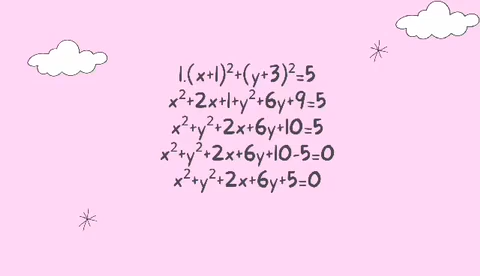 1.(x+1)²+(y+3)²=5
x²+2x+1+y²+6y+9=5
x²+y²+2x+6y+10=5
x²+y²+2x+6y+10-5=0
x²+y²+2x+6y+5=0